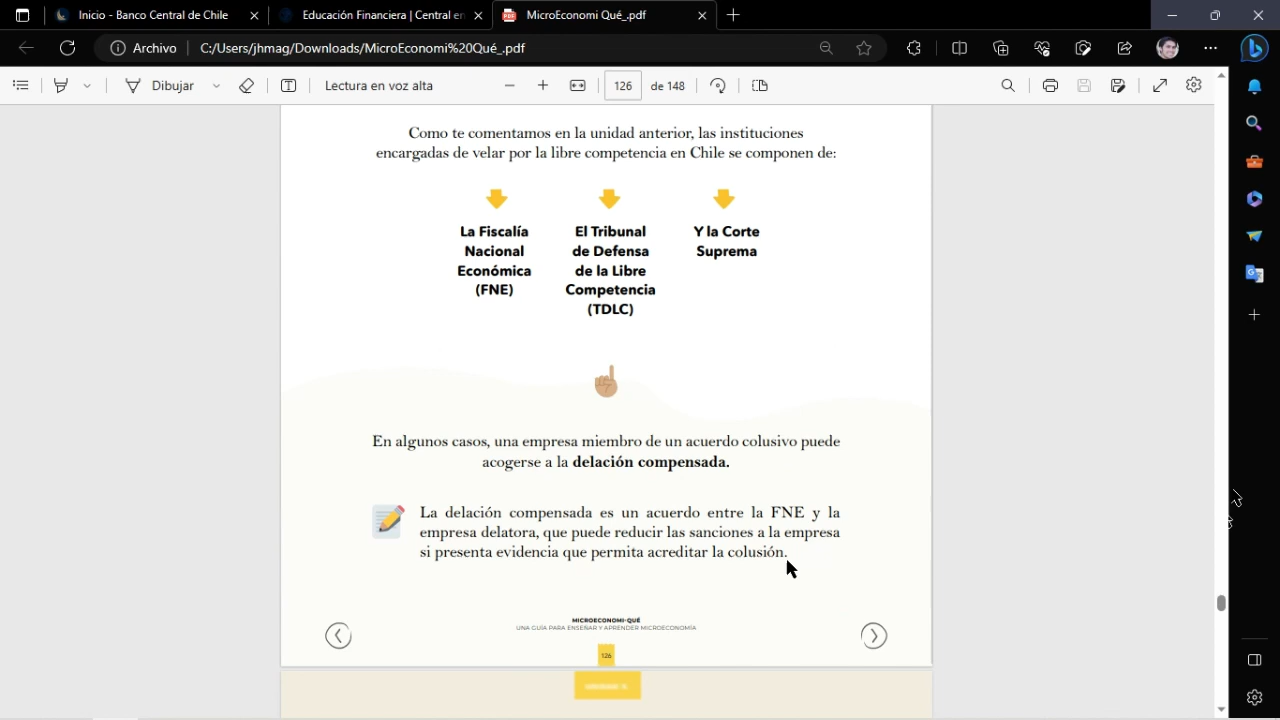 Inicio - Banco Central de Chile
Educación Financiera | Central en
PDF
MicroEconomi Qué_.pdf
Archivo
C:/Users/jhmag/Downloads/MicroEconomi%20Qué_.pdf
Dibujar
Lectura en voz alta
126
de 148
Como te comentamos en la unidad anterior, las instituciones
encargadas de velar por la libre competencia en Chile se componen de:
La Fiscalía
Nacional
Económica
(FNE)
El Tribunal
de Defensa
de la Libre
Competencia
(TDLC)
Y la Corte
Suprema
En algunos casos, una empresa miembro de un acuerdo colusivo puede
acogerse a la delación compensada.
La delación compensada es un acuerdo entre la FNE y la
empresa delatora, que puede reducir las sanciones a la empresa
si presenta evidencia que permita acreditar la colusión.
MICROECONOMI-QUÉ
UNA GUÍA PARA ENSEÑAR Y APRENDER MICROECONOMÍA
126